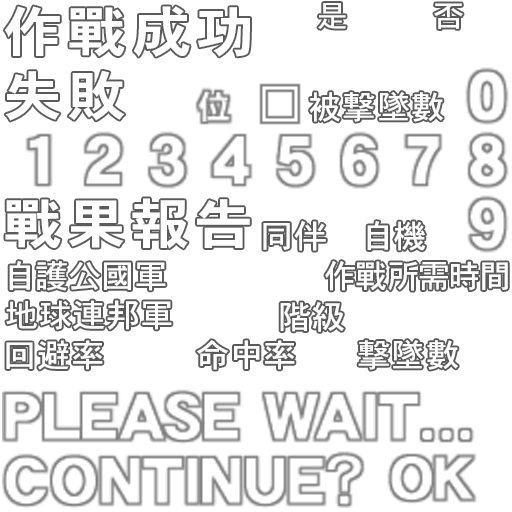 作戰成功 是 否
失敗 位 □ 被擊墜數 0
1 2 3 4 5 6 7 8
戰果報告 同伴 自機 9
自護公國軍 作戰所需時間
地球連邦軍 階級
回避率 命中率 擊墜數
PLEASE WAIT...
CONTINUE? OK